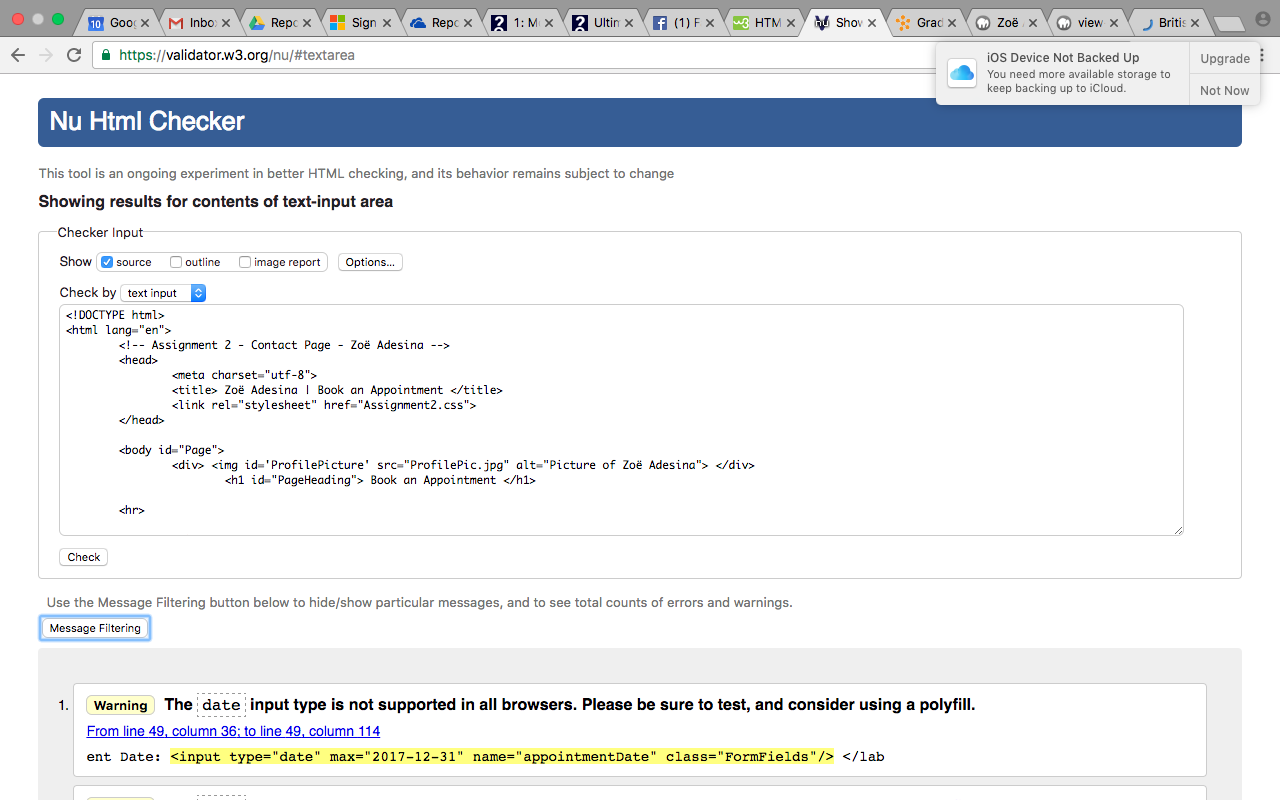 Goog Inbo Repo Sign Repo 1: M Ultim (1) F HTM Show Grad Zoë view- Britis
https://validator.w3.org/nu/#textarea
iOS Device Not Backed Up
You need more available storage to
keep backing up to iCloud.
Upgrade
Not Now
Nu Html Checker
This tool is an ongoing experiment in better HTML checking, and its behavior remains subject to change
Showing results for contents of text-input area
Checker Input
Show source outline image report Options...
Check by text input
<!DOCTYPE html>
<html lang="en">
<!-- Assignment 2 - Contact Page - Zoë Adesina -->
<head>
<meta charset="utf-8">
<title> Zoë Adesina | Book an Appointment </title>
<link rel="stylesheet" href="Assignment2.css">
</head>
<body id="Page">
<div> <img id='ProfilePicture' src="ProfilePic.jpg" alt="Picture of Zoë Adesina"> </div>
<h1 id="PageHeading"> Book an Appointment </h1>
<hr>
Check
Use the Message Filtering button below to hide/show particular messages, and to see total counts of errors and warnings.
Message Filtering
1. Warning The date input type is not supported in all browsers. Please be sure to test, and consider using a polyfill.
From line 49, column 36; to line 49, column 114
ent Date: <input type="date" max="2017-12-31" name="appointmentDate" class="FormFields"/> </lab